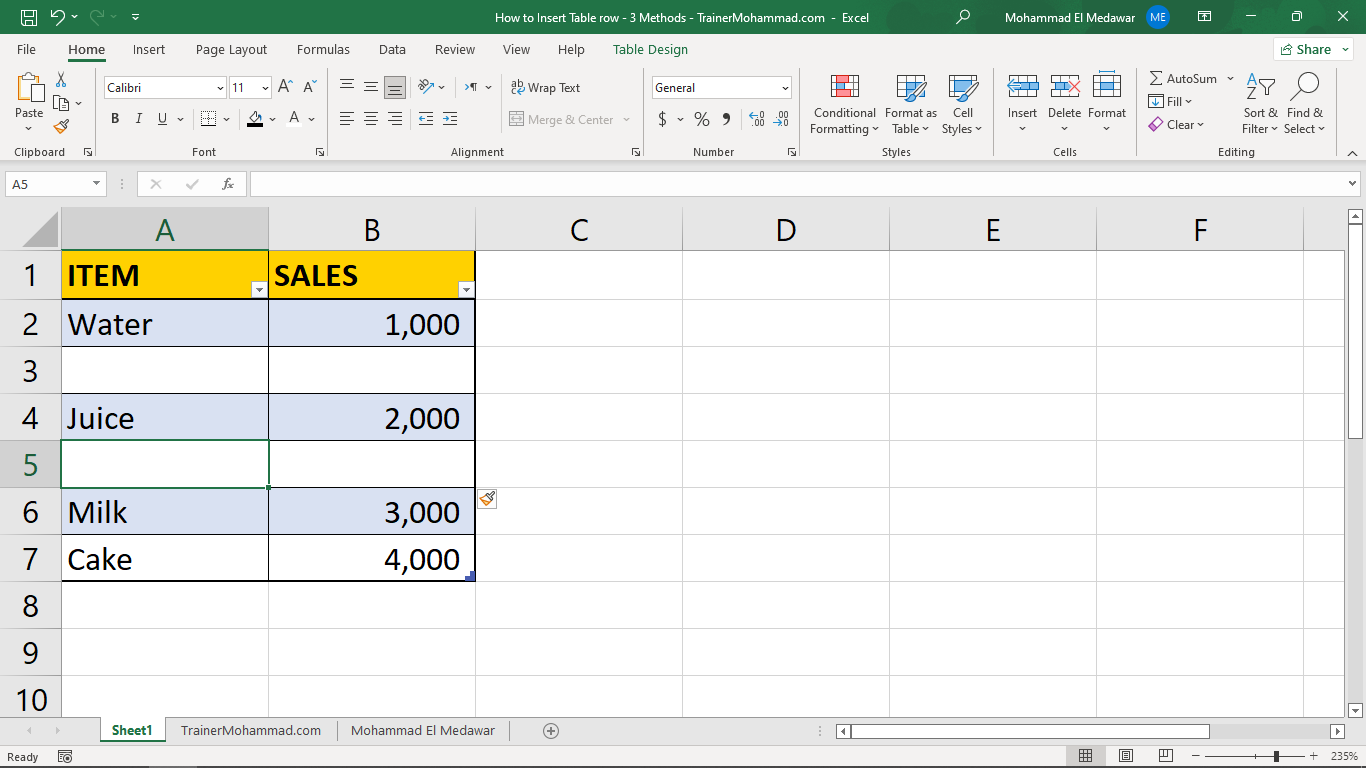 How to Insert Table row - 3 Methods - TrainerMohammad.com - Excel
Mohammad El Medawar ME
File Home Insert Page Layout Formulas Data Review View Help Table Design Share
Calibri 11 ab Wrap Text General AutoSum
Paste B I U A Merge & Center $ % Conditional Formatting Format as Table Cell Styles Insert Delete Format Fill Clear Sort & Filter Find & Select
Clipboard Font Alignment Number Styles Cells Editing
A5 fx
A B C D E F
1 ITEM SALES
2 Water 1,000
3
4 Juice 2,000
5
6 Milk 3,000
7 Cake 4,000
8
9
10
Sheet1 TrainerMohammad.com Mohammad El Medawar
Ready 235%